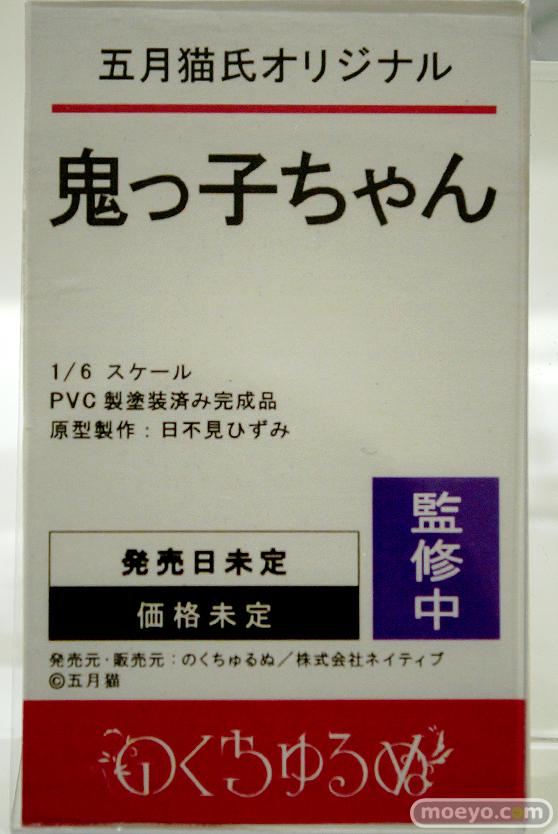 五月猫氏オリジナル
鬼っ子ちゃん
1/6 スケール
PVC製塗装済み完成品
原型製作：日不見ひずみ
監修中
発売日未定
価格未定
発売元・販売元：のくちゅるぬ／株式会社ネイティブ
©五月猫
のくちゅるぬ
moeyo.com